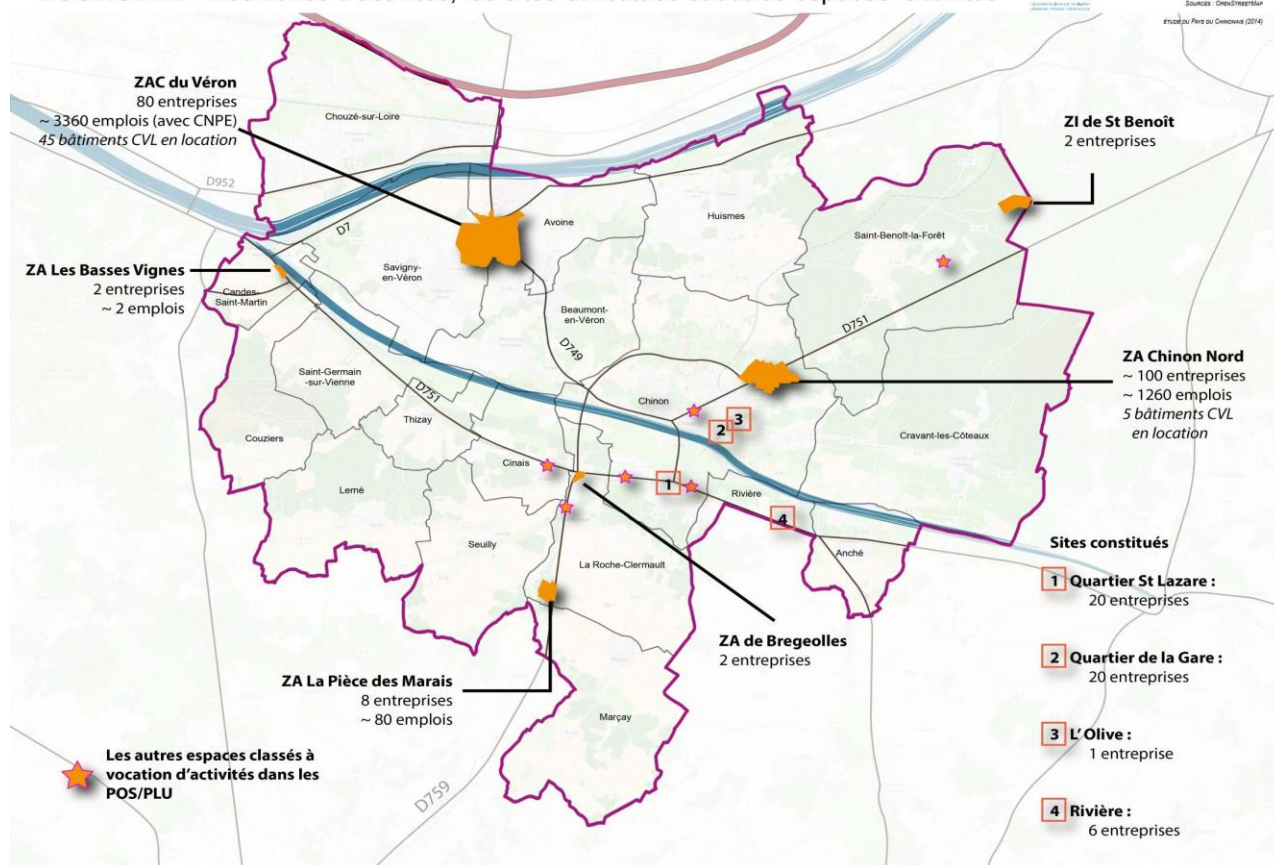 SOURCES : OPENSTREETMAP
ÉTUDE DU PAYS DU CHINONAIS (2014)
ZAC du Véron
80 entreprises
~ 3360 emplois (avec CNPE)
45 bâtiments CVL en location
Chouzé-sur-Loire
ZI de St Benoît
2 entreprises
D952
D7
Avoine
Huismes
Saint-Benoît-la-Forêt
ZA Les Basses Vignes
2 entreprises
~ 2 emplois
Savigny-
en-Véron
Candes-
Saint-Martin
Beaumont-
en-Véron
D751
D749
ZA Chinon Nord
~ 100 entreprises
~ 1260 emplois
5 bâtiments CVL
en location
Saint-Germain
-sur-Vienne
D751
Thizay
Chinon
3
2
Couziers
Cravant-les-Côteaux
Cinais
Lerné
1
Rivière
4
Seuilly
La Roche-Clermault
Anché
Sites constitués
1 Quartier St Lazare :
20 entreprises
ZA de Bregeolles
2 entreprises
2 Quartier de la Gare :
20 entreprises
ZA La Pièce des Marais
8 entreprises
~ 80 emplois
Marçay
3 L'Olive :
1 entreprise
Les autres espaces classés à
vocation d'activités dans les
POS/PLU
D759
4 Rivière :
6 entreprises